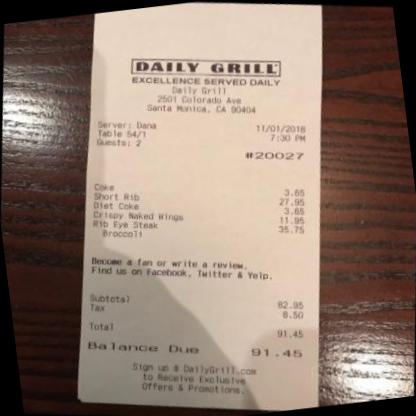 DAILY GRILL
EXCELLENCE SERVED DAILY
Daily Grill
2501 Colorado Ave
Santa Monica, CA 90404
Server: Dana 11/01/2018
Table 54/1 7:30 PM
Guests: 2
#20027
Coke 3.65
Short Rib 27.95
Diet Coke 3.65
Crispy Naked Wings 11.95
Rib Eye Steak 35.75
Broccoli
Become a fan or write a review.
Find us on Facebook, Twitter & Yelp.
Subtotal 82.95
Tax 8.50
Total 91.45
Balance Due 91.45
Sign up @ DailyGrill.com
to Receive Exclusive
Offers & Promotions.